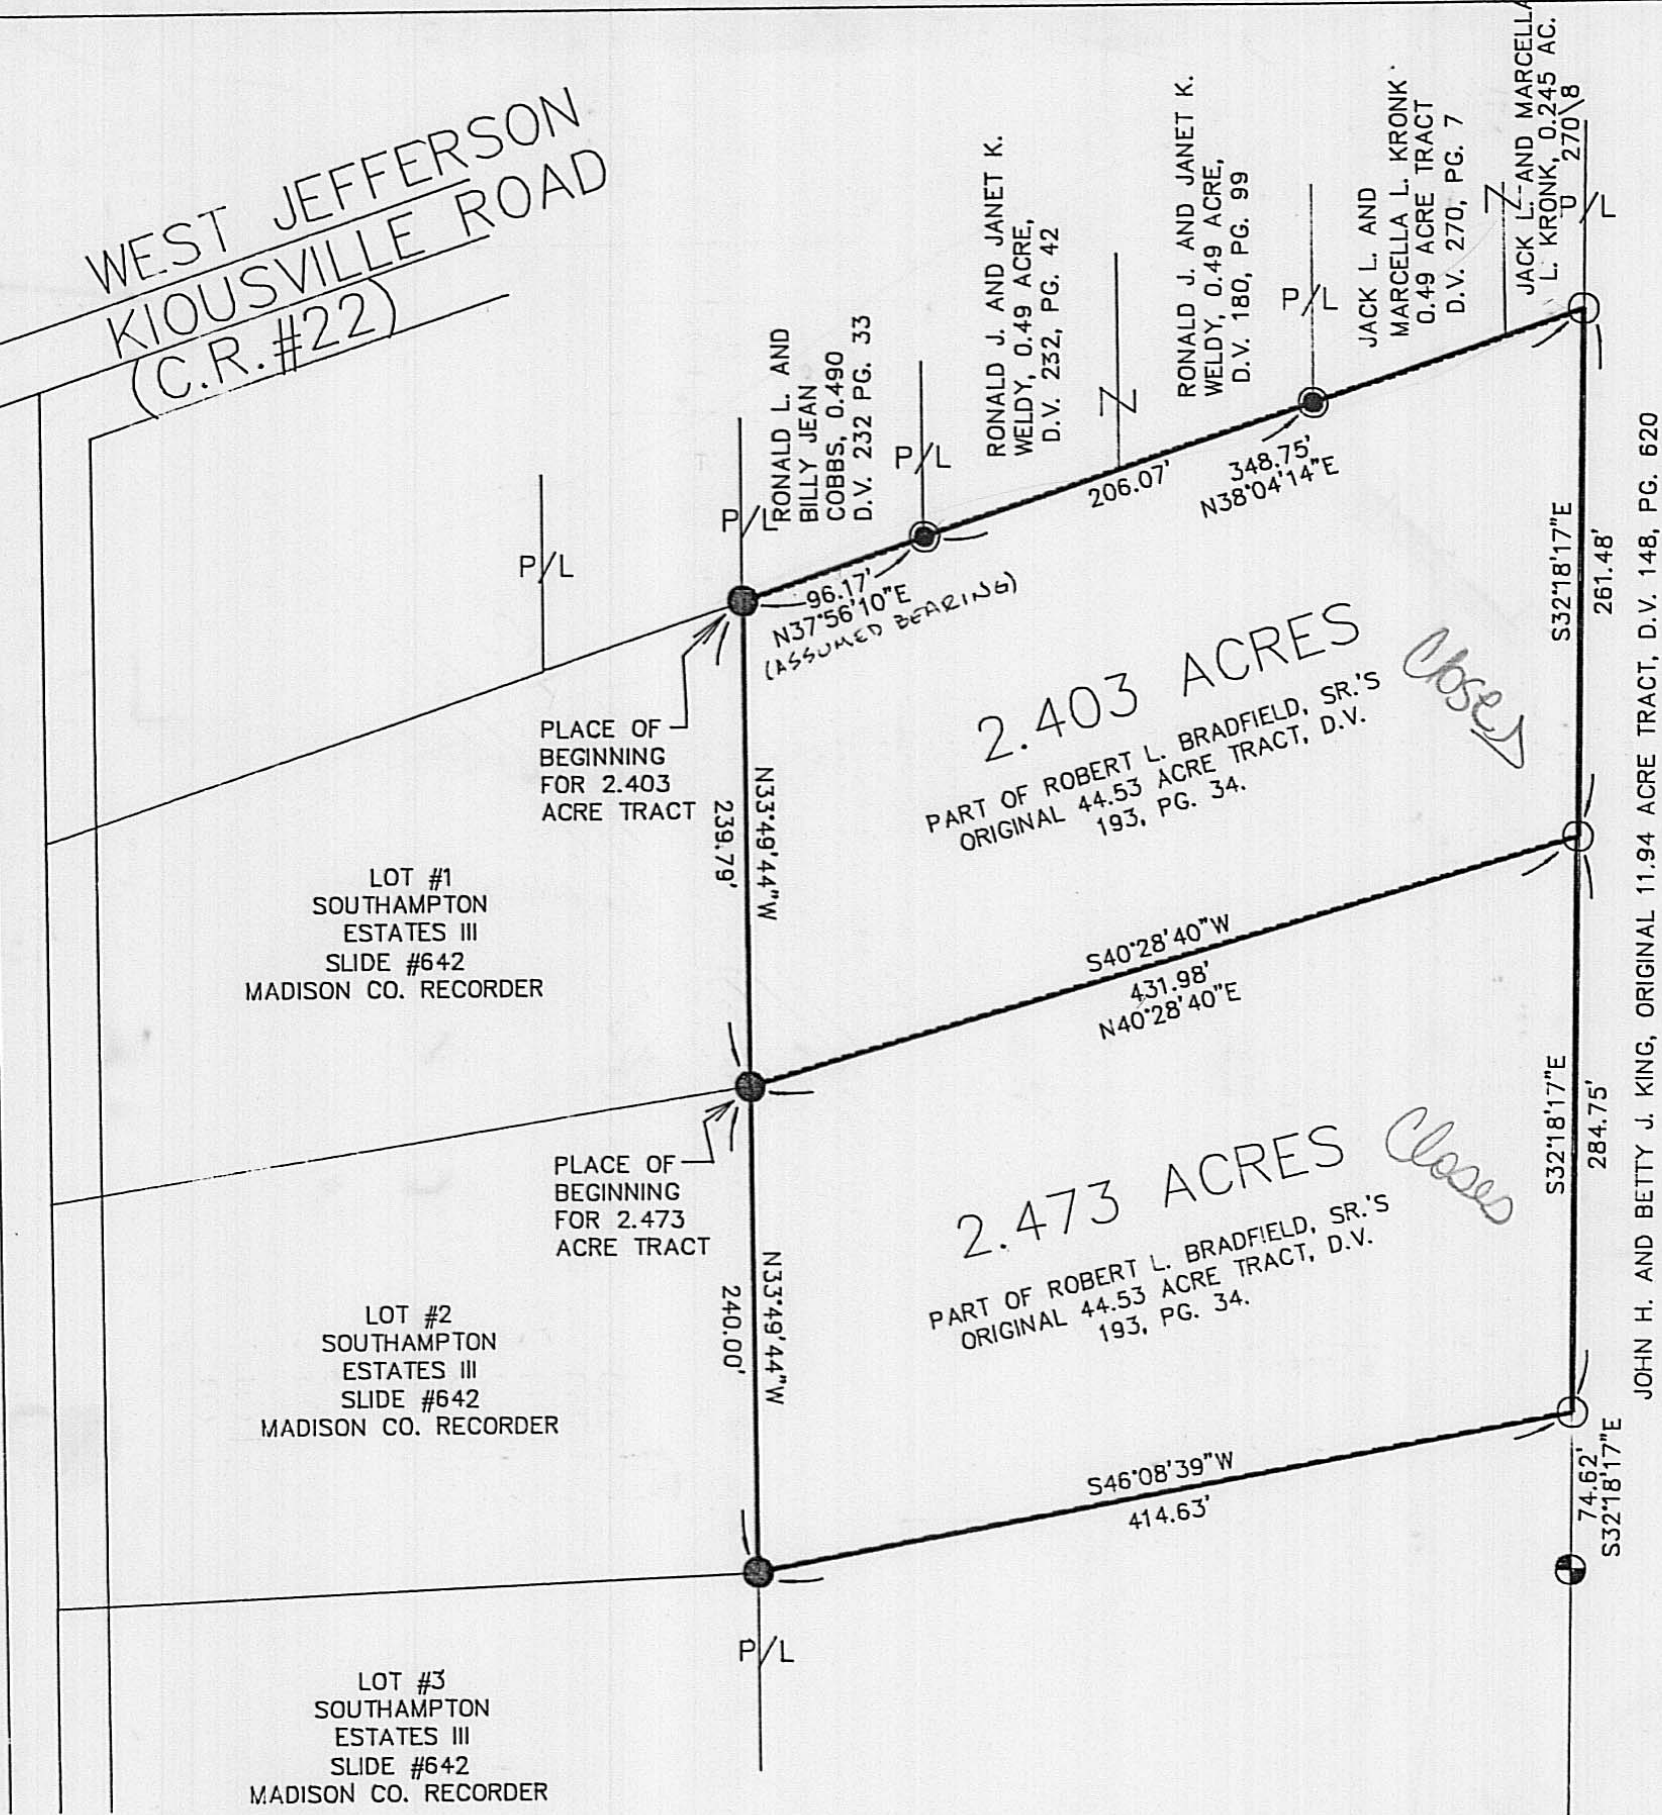 WEST JEFFERSON
KIOUSVILLE ROAD
(C.R. #22)
P/L
P/L
RONALD L. AND
BILLY JEAN
COBBS, 0.490
D.V. 232 PG. 33
P/L
RONALD J. AND JANET K.
WELDY, 0.49 ACRE,
D.V. 232, PG. 42
Z
RONALD J. AND JANET K.
WELDY, 0.49 ACRE,
D.V. 180, PG. 99
P/L
JACK L. AND
MARCELLA L. KRONK
0.49 ACRE TRACT
D.V. 270, PG. 7
Z
JACK L. AND MARCELLA
L. KRONK, 0.245 AC.
270\8
P/L
96.17'
N37°56'10"E
(ASSUMED BEARING)
206.07'
348.75'
N38°04'14"E
PLACE OF
BEGINNING
FOR 2.403
ACRE TRACT
N33°49'44"W
239.79'
2.403 ACRES
PART OF ROBERT L. BRADFIELD, SR.'S
ORIGINAL 44.53 ACRE TRACT, D.V.
193, PG. 34.
Closes
S32°18'17"E
261.48'
JOHN H. AND BETTY J. KING, ORIGINAL 11.94 ACRE TRACT, D.V. 148, PG. 620
LOT #1
SOUTHAMPTON
ESTATES III
SLIDE #642
MADISON CO. RECORDER
S40°28'40"W
431.98'
N40°28'40"E
PLACE OF
BEGINNING
FOR 2.473
ACRE TRACT
N33°49'44"W
240.00'
2.473 ACRES
PART OF ROBERT L. BRADFIELD, SR.'S
ORIGINAL 44.53 ACRE TRACT, D.V.
193, PG. 34.
Closes
S32°18'17"E
284.75'
LOT #2
SOUTHAMPTON
ESTATES III
SLIDE #642
MADISON CO. RECORDER
S46°08'39"W
414.63'
74.62'
S32°18'17"E
P/L
LOT #3
SOUTHAMPTON
ESTATES III
SLIDE #642
MADISON CO. RECORDER